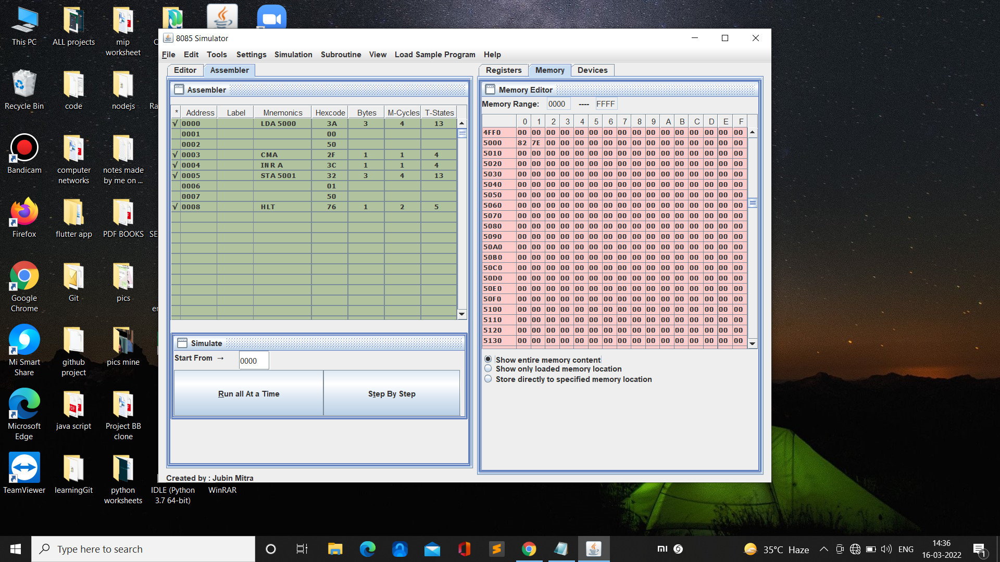 This PC
ALL projects
mip
worksheet
Recycle Bin
code
nodejs
Ra
Bandicam
computer
networks
notes made
by me on ...
Firefox
flutter app
PDF BOOKS
SE
Google
Chrome
Git
pics
en
Mi Smart
Share
github
project
pics mine
Microsoft
Edge
java script
Project BB
clone
TeamViewer
learningGit
python
worksheets
IDLE (Python
3.7 64-bit)
WinRAR
8085 Simulator
File Edit Tools Settings Simulation Subroutine View Load Sample Program Help
Editor Assembler
Assembler
* Address Label Mnemonics Hexcode Bytes M-Cycles T-States
√ 0000 LDA 5000 3A 3 4 13
0001 00
0002 50
√ 0003 CMA 2F 1 1 4
√ 0004 INR A 3C 1 1 4
√ 0005 STA 5001 32 3 4 13
0006 01
0007 50
√ 0008 HLT 76 1 2 5
Simulate
Start From → 0000
Run all At a Time Step By Step
Created by : Jubin Mitra
Registers Memory Devices
Memory Editor
Memory Range: 0000 ---- FFFF
0 1 2 3 4 5 6 7 8 9 A B C D E F
4FF0 00 00 00 00 00 00 00 00 00 00 00 00 00 00 00 00
5000 82 7E 00 00 00 00 00 00 00 00 00 00 00 00 00 00
5010 00 00 00 00 00 00 00 00 00 00 00 00 00 00 00 00
5020 00 00 00 00 00 00 00 00 00 00 00 00 00 00 00 00
5030 00 00 00 00 00 00 00 00 00 00 00 00 00 00 00 00
5040 00 00 00 00 00 00 00 00 00 00 00 00 00 00 00 00
5050 00 00 00 00 00 00 00 00 00 00 00 00 00 00 00 00
5060 00 00 00 00 00 00 00 00 00 00 00 00 00 00 00 00
5070 00 00 00 00 00 00 00 00 00 00 00 00 00 00 00 00
5080 00 00 00 00 00 00 00 00 00 00 00 00 00 00 00 00
5090 00 00 00 00 00 00 00 00 00 00 00 00 00 00 00 00
50A0 00 00 00 00 00 00 00 00 00 00 00 00 00 00 00 00
50B0 00 00 00 00 00 00 00 00 00 00 00 00 00 00 00 00
50C0 00 00 00 00 00 00 00 00 00 00 00 00 00 00 00 00
50D0 00 00 00 00 00 00 00 00 00 00 00 00 00 00 00 00
50E0 00 00 00 00 00 00 00 00 00 00 00 00 00 00 00 00
50F0 00 00 00 00 00 00 00 00 00 00 00 00 00 00 00 00
5100 00 00 00 00 00 00 00 00 00 00 00 00 00 00 00 00
5110 00 00 00 00 00 00 00 00 00 00 00 00 00 00 00 00
5120 00 00 00 00 00 00 00 00 00 00 00 00 00 00 00 00
5130 00 00 00 00 00 00 00 00 00 00 00 00 00 00 00 00
Show entire memory content
Show only loaded memory location
Store directly to specified memory location
Type here to search
mi
35°C Haze
ENG
14:36
16-03-2022
1